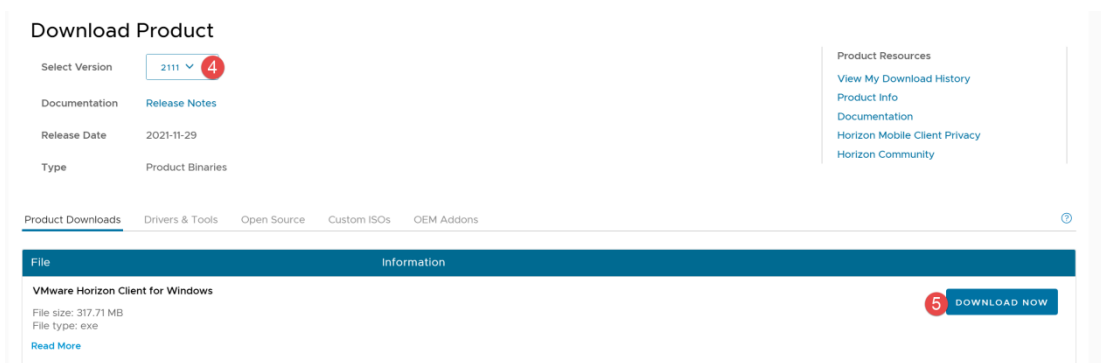 Download Product
Select Version 2111 4
Documentation Release Notes
Release Date 2021-11-29
Type Product Binaries
Product Resources
View My Download History
Product Info
Documentation
Horizon Mobile Client Privacy
Horizon Community
Product Downloads Drivers & Tools Open Source Custom ISOs OEM Addons ?
File Information
VMware Horizon Client for Windows
File size: 317.71 MB
File type: exe
Read More
5 DOWNLOAD NOW